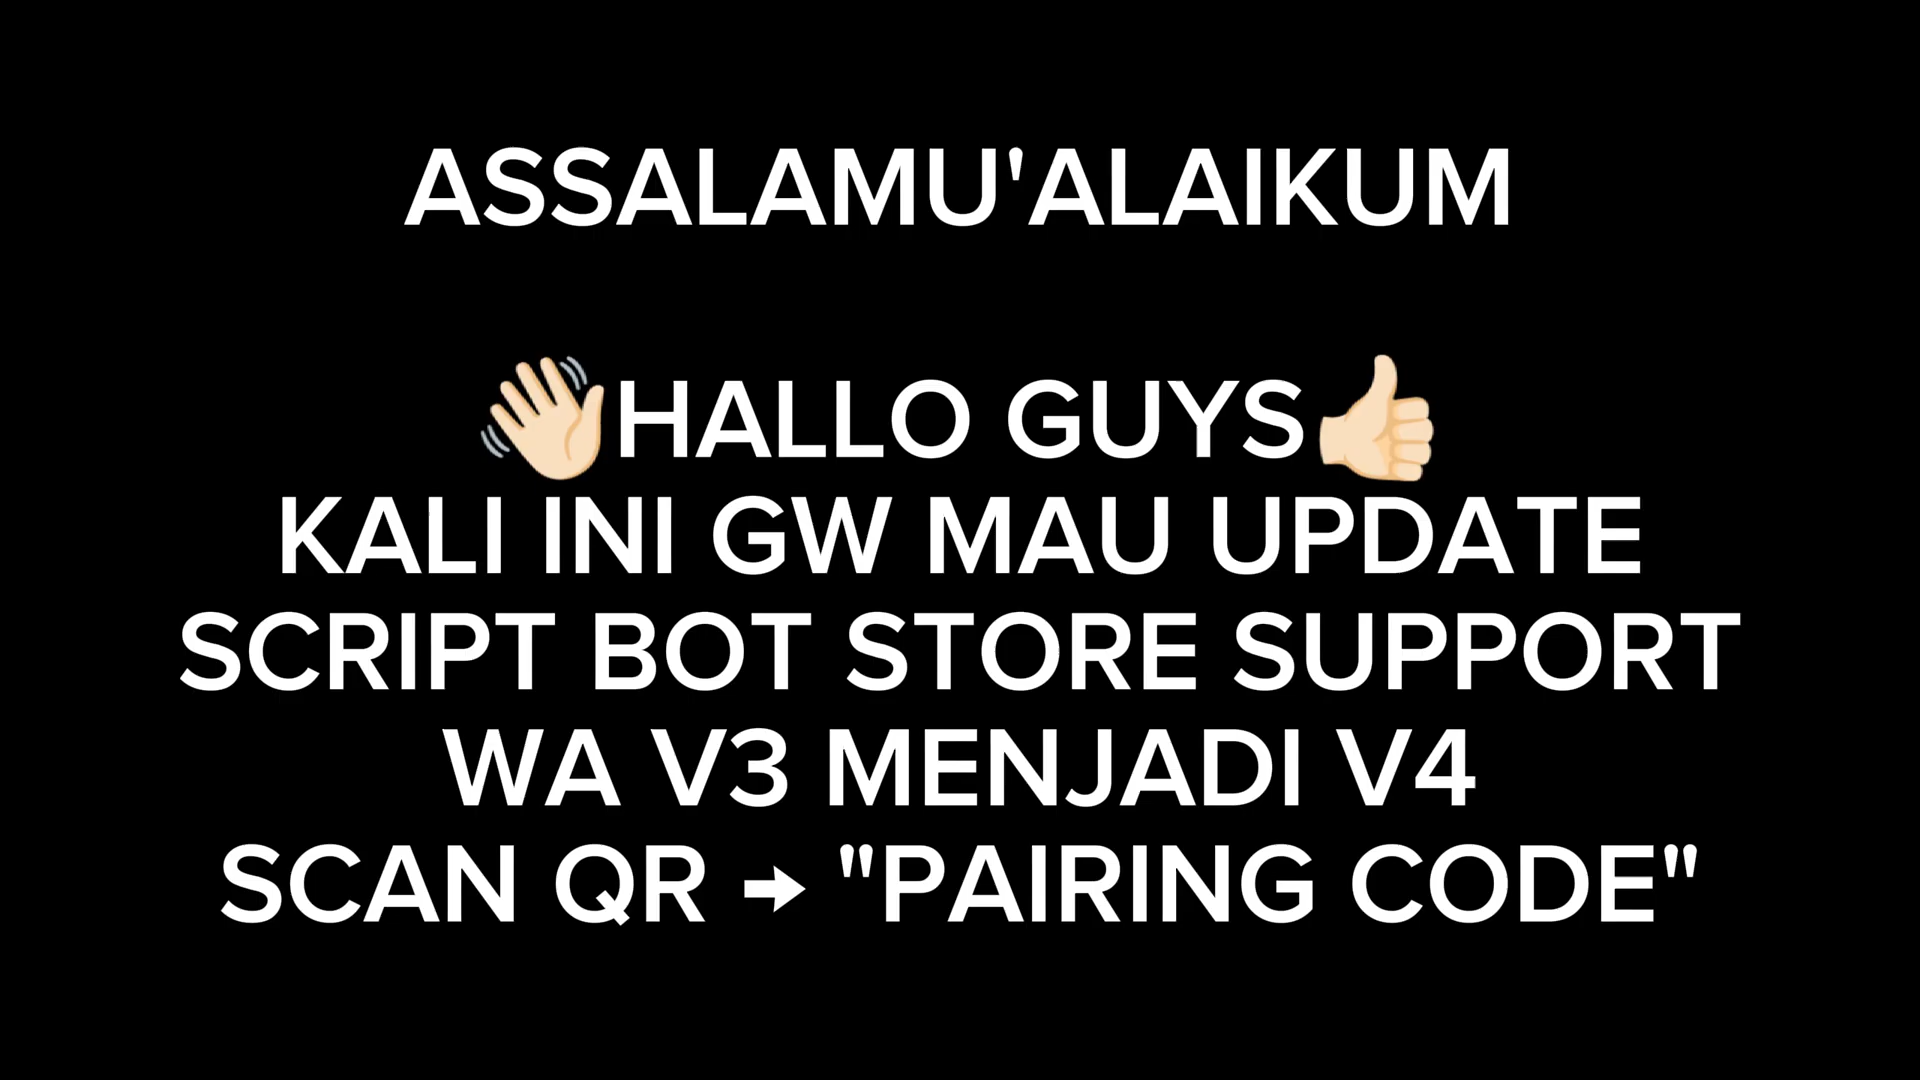 ASSALAMU'ALAIKUM
👋🏻HALLO GUYS👍🏻
KALI INI GW MAU UPDATE
SCRIPT BOT STORE SUPPORT
WA V3 MENJADI V4
SCAN QR ➡ "PAIRING CODE"